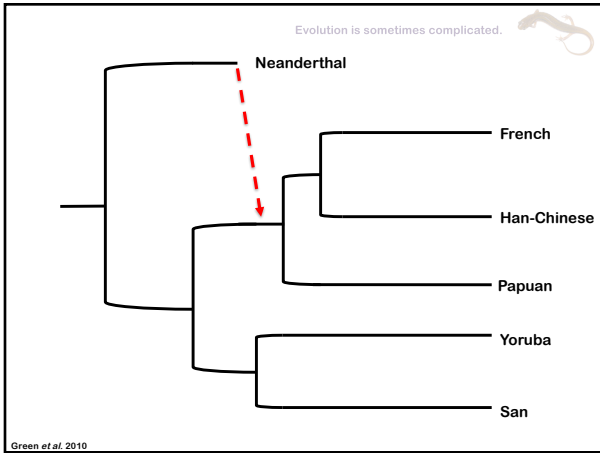 Evolution is sometimes complicated.
Neanderthal
French
Han-Chinese
Papuan
Yoruba
San
Green et al. 2010